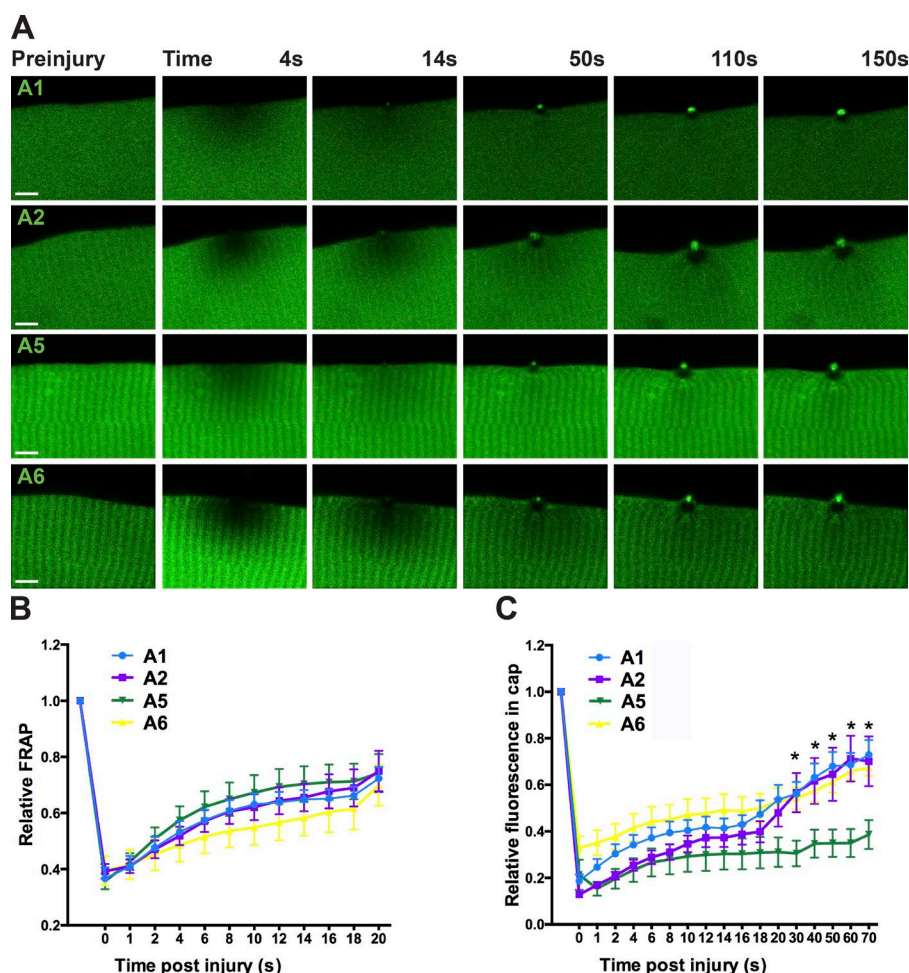 A
Preinjury Time 4s 14s 50s 110s 150s
A1
A2
A5
A6
B
1.2
1.0
0.8
0.6
0.4
0.2
Relative FRAP
A1
A2
A5
A6
0 1 2 4 6 8 10 12 14 16 18 20
Time post injury (s)
C
1.2
1.0
0.8
0.6
0.4
0.2
0.0
Relative fluorescence in cap
A1
A2
A5
A6
* * * * *
0 1 2 4 6 8 10 12 14 16 18 20 30 40 50 60 70
Time post injury (s)